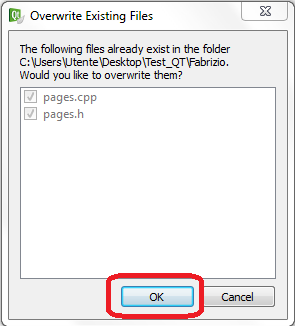 Overwrite Existing Files
The following files already exist in the folder
C:\Users\Utente\Desktop\Test_QT\Fabrizio.
Would you like to overwrite them?
pages.cpp
pages.h
OK
Cancel